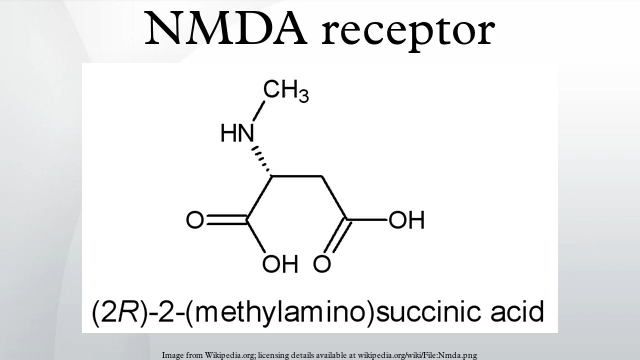 NMDA receptor
CH₃
HN
O
OH
OH
O
(2R)-2-(methylamino)succinic acid
Image from Wikipedia.org; licensing details available at wikipedia.org/wiki/File:Nmda.png